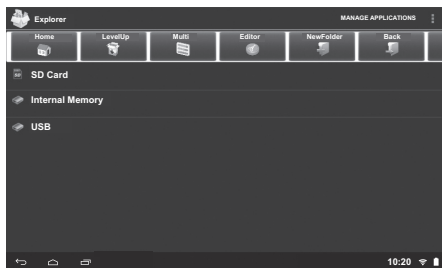 Explorer MANAGE APPLICATIONS
Home LevelUp Multi Editor NewFolder Back
SD Card
Internal Memory
USB
10:20